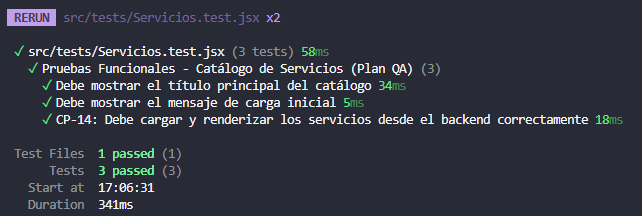 RERUN src/tests/Servicios.test.jsx x2
✓ src/tests/Servicios.test.jsx (3 tests) 58ms
✓ Pruebas Funcionales - Catálogo de Servicios (Plan QA) (3)
✓ Debe mostrar el título principal del catálogo 34ms
✓ Debe mostrar el mensaje de carga inicial 5ms
✓ CP-14: Debe cargar y renderizar los servicios desde el backend correctamente 18ms
Test Files 1 passed (1)
Tests 3 passed (3)
Start at 17:06:31
Duration 341ms